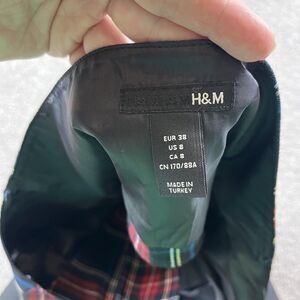 H&M
EUR 38
US 8
CA 8
CN 170/88A
MADE IN
TURKEY